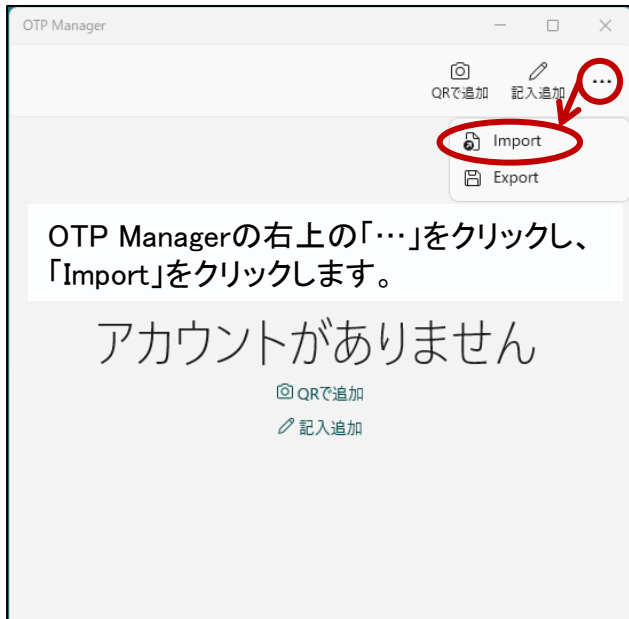 OTP Manager
QRで追加 記入追加 …
Import
Export
OTP Managerの右上の「…」をクリックし、
「Import」をクリックします。
アカウントがありません
QRで追加
記入追加